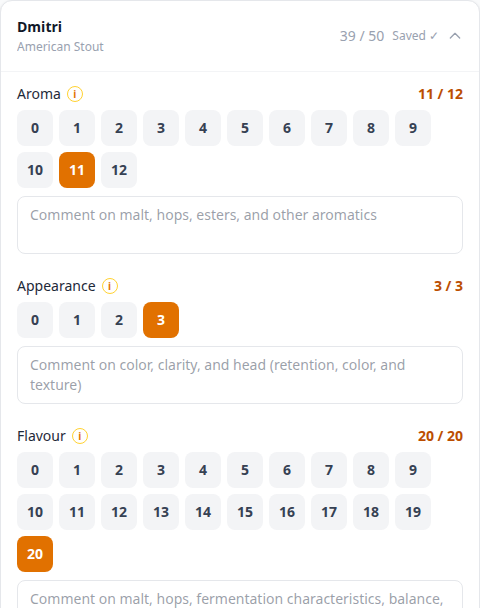 Dmitri
American Stout
39 / 50 Saved ✓
Aroma i 11 / 12
0 1 2 3 4 5 6 7 8 9
10 11 12
Comment on malt, hops, esters, and other aromatics
Appearance i 3 / 3
0 1 2 3
Comment on color, clarity, and head (retention, color, and
texture)
Flavour i 20 / 20
0 1 2 3 4 5 6 7 8 9
10 11 12 13 14 15 16 17 18 19
20
Comment on malt, hops, fermentation characteristics, balance,